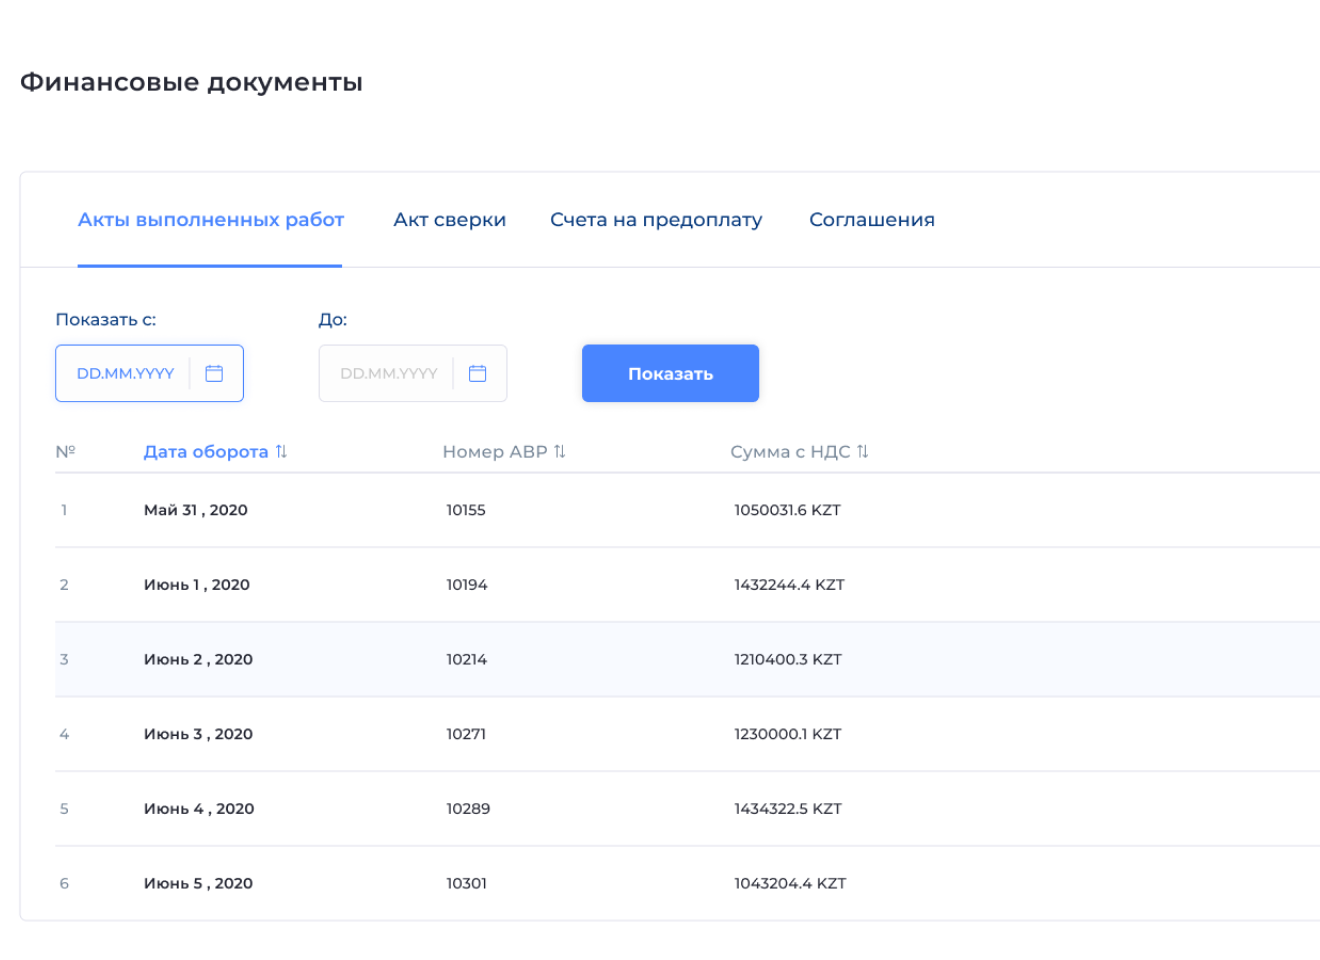 Финансовые документы
Акты выполненных работ Акт сверки Счета на предоплату Соглашения
Показать с: До:
DD.MM.YYYY DD.MM.YYYY Показать
№ Дата оборота ⇅ Номер АВР ⇅ Сумма с НДС ⇅
1 Май 31 , 2020 10155 1050031.6 KZT
2 Июнь 1 , 2020 10194 1432244.4 KZT
3 Июнь 2 , 2020 10214 1210400.3 KZT
4 Июнь 3 , 2020 10271 1230000.1 KZT
5 Июнь 4 , 2020 10289 1434322.5 KZT
6 Июнь 5 , 2020 10301 1043204.4 KZT